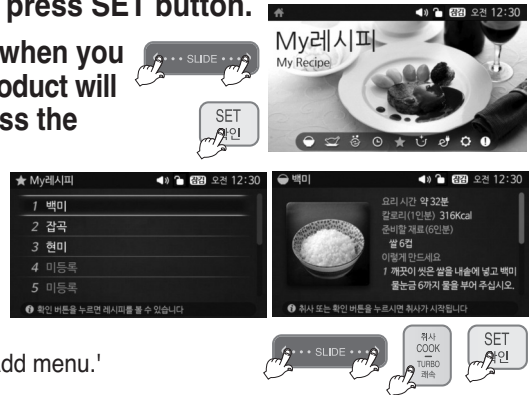 press SET button.
when you
oduct will
ss the
SLIDE
SET
확인
잠김 오전 12:30
My레시피
My Recipe
★ My레시피
잠김 오전 12:30
1 백미
2 잡곡
3 현미
4 미등록
5 미등록
확인 버튼을 누르면 레시피를 볼 수 있습니다
백미
잠김 오전 12:30
요리 시간 약 32분
칼로리(1인분) 316Kcal
준비할 재료(6인분)
쌀 6컵
이렇게 만드세요
1 깨끗이 씻은 쌀을 내솥에 넣고 백미
물눈금 6까지 물을 부어 주십시오.
취사 또는 확인 버튼을 누르시면 취사가 시작됩니다
dd menu.'
SLIDE
취사
COOK
TURBO
쾌속
SET
확인